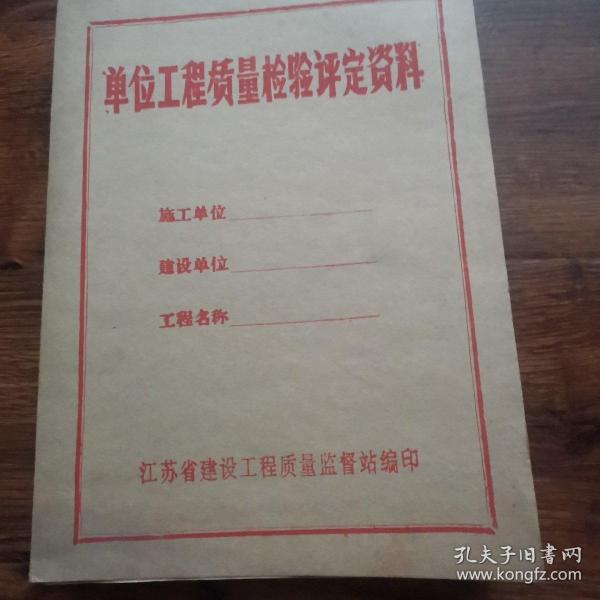 单位工程质量检验评定资料
施工单位
建设单位
工程名称
江苏省建设工程质量监督站编印
孔夫子旧书网
www.kongfz.com